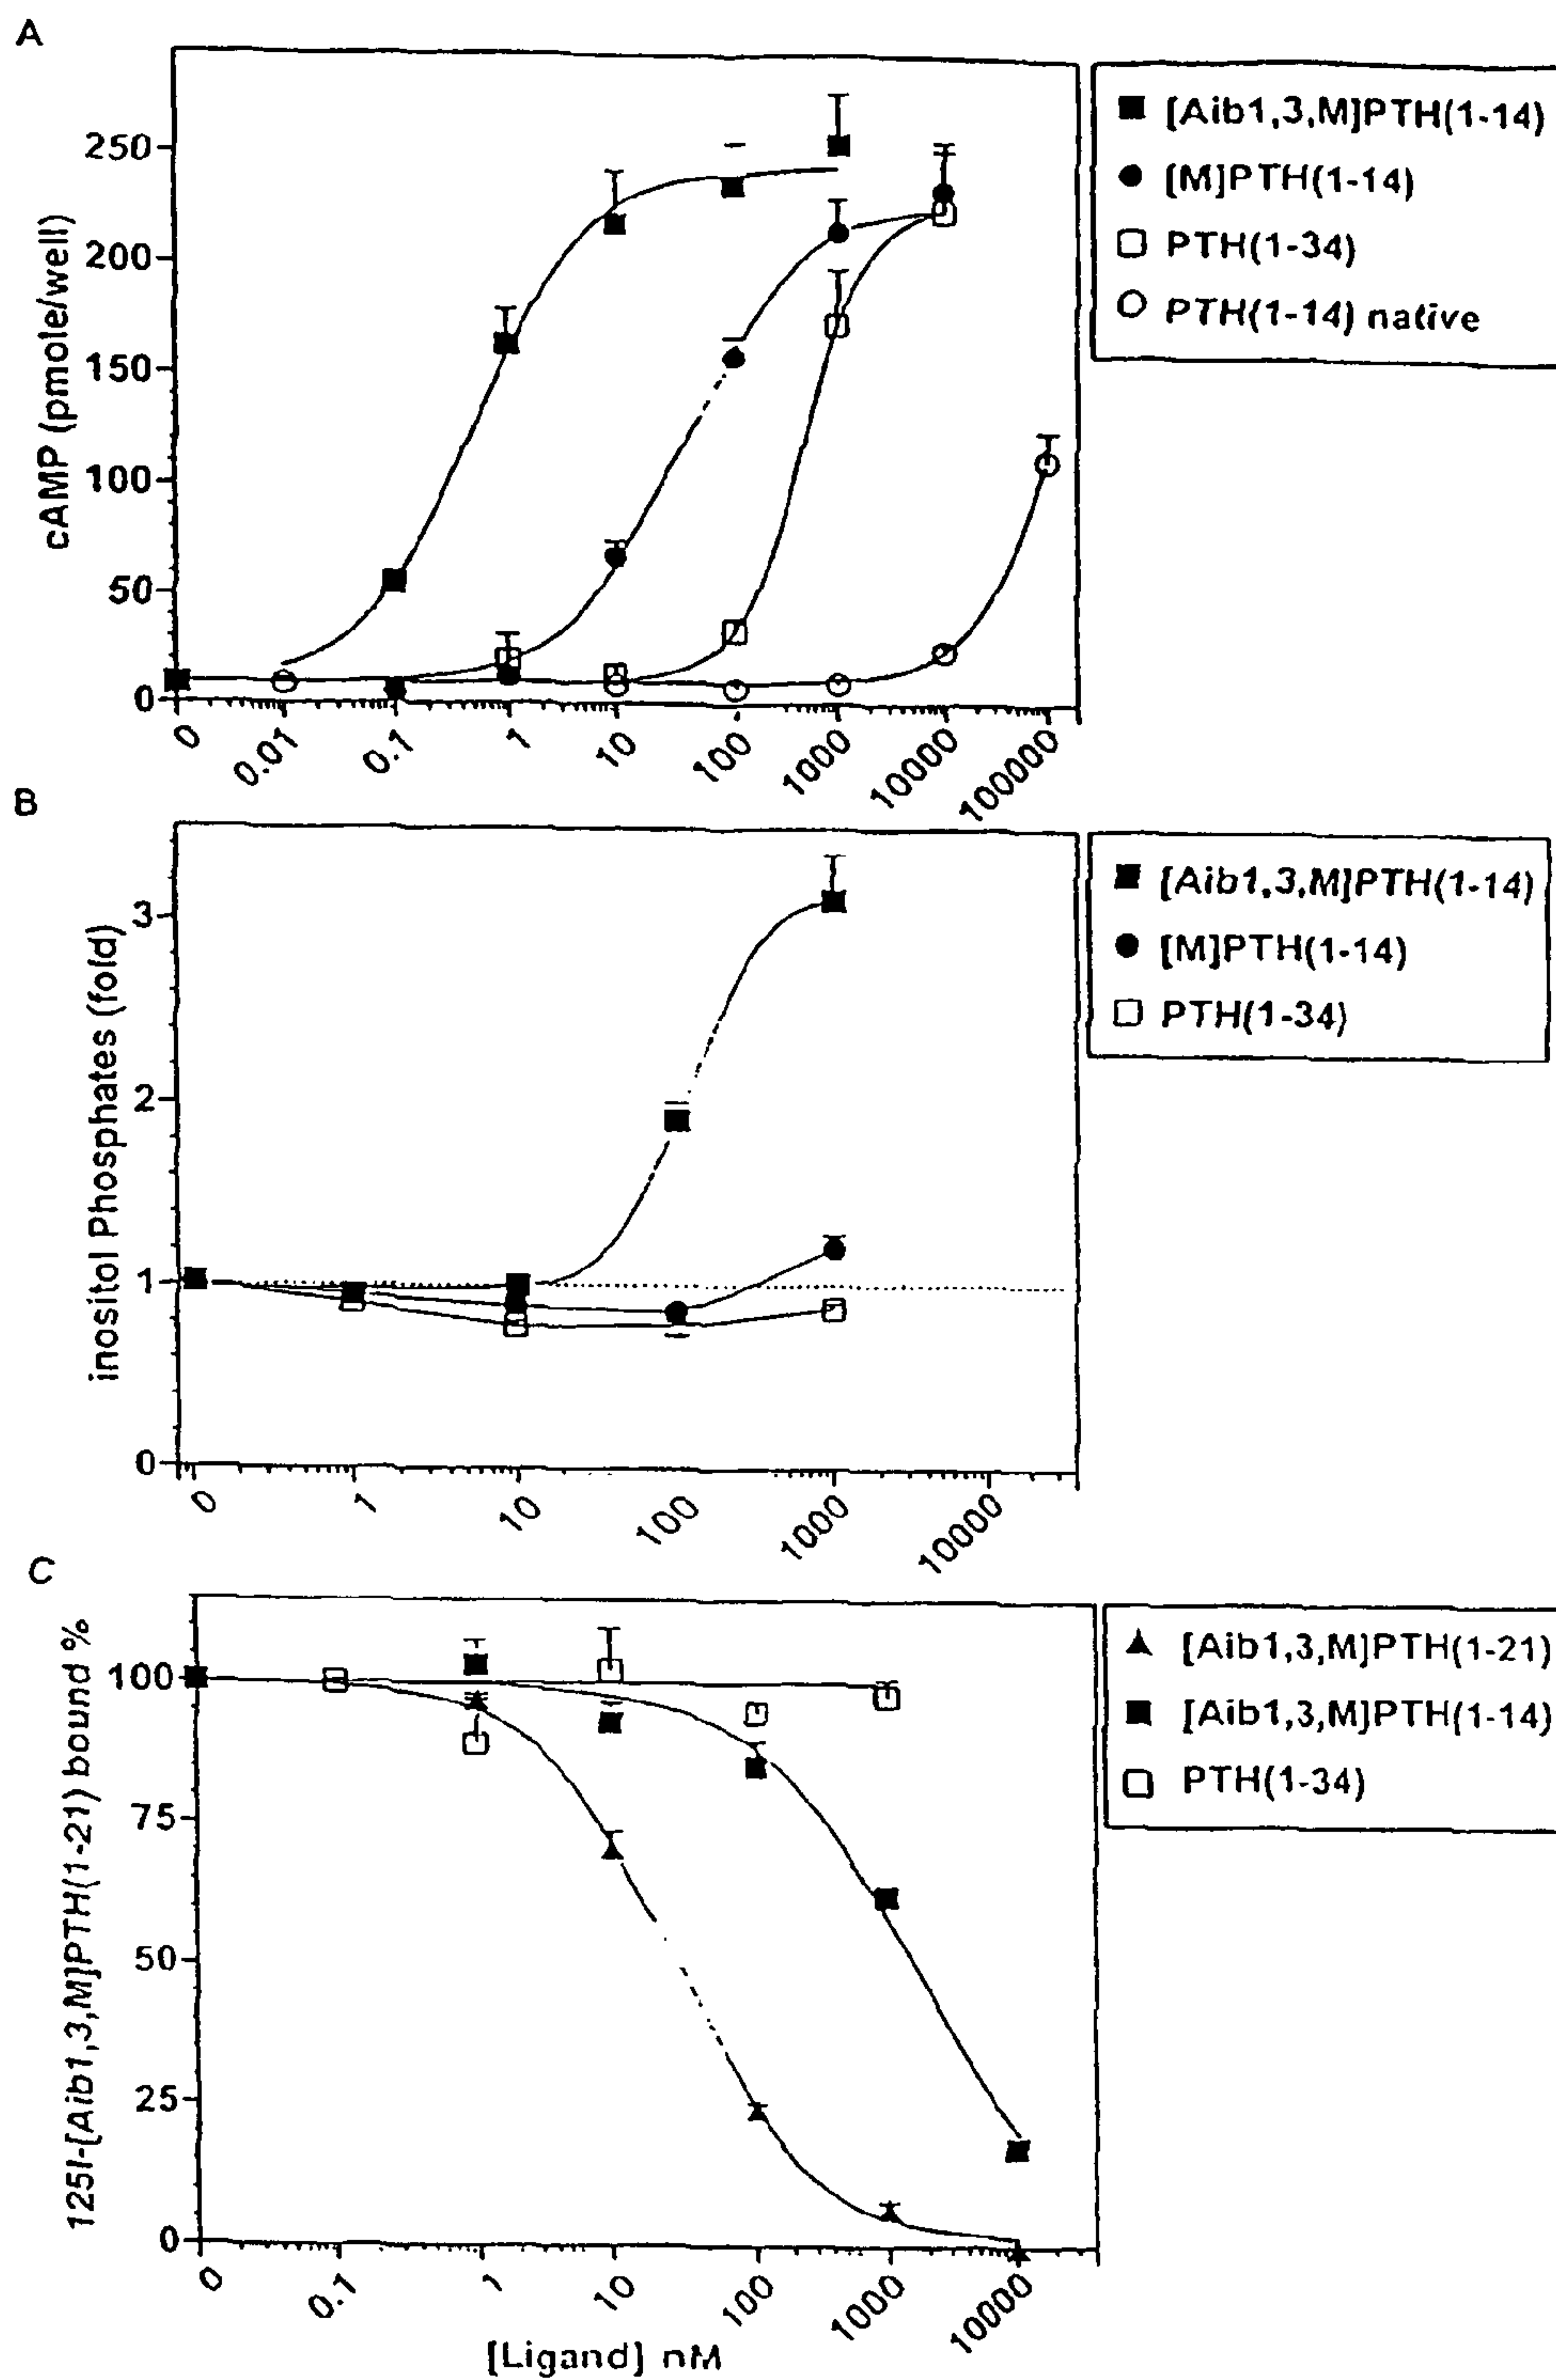 A
[Aib1,3,M]PTH(1-14)
[M]PTH(1-14)
PTH(1-34)
PTH(1-14) native
cAMP (pmole/well)
250
200
150
100
50
0
0
0.01
0.1
1
10
100
1000
10000
100000
B
[Aib1,3,M]PTH(1-14)
[M]PTH(1-14)
PTH(1-34)
inositol Phosphates (fold)
3
2
1
0
0
1
10
100
1000
10000
C
[Aib1,3,M]PTH(1-21)
[Aib1,3,M]PTH(1-14)
PTH(1-34)
125I-[Aib1,3,M]PTH(1-21) bound %
100
75
50
25
0
0
0.1
1
10
100
1000
10000
[Ligand] nM